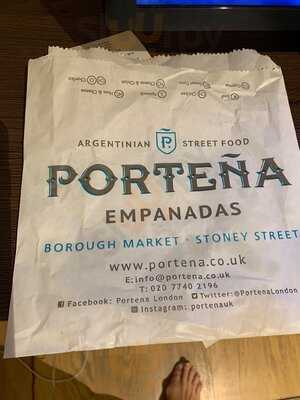 ARGENTINIAN P STREET FOOD
PORTEÑA
EMPANADAS
BOROUGH MARKET · STONEY STREET
www.portena.co.uk
E:info@portena.co.uk
T: 020 7740 2196
Facebook: Portena London Twitter:@PortenaLondon
Instagram: portenauk